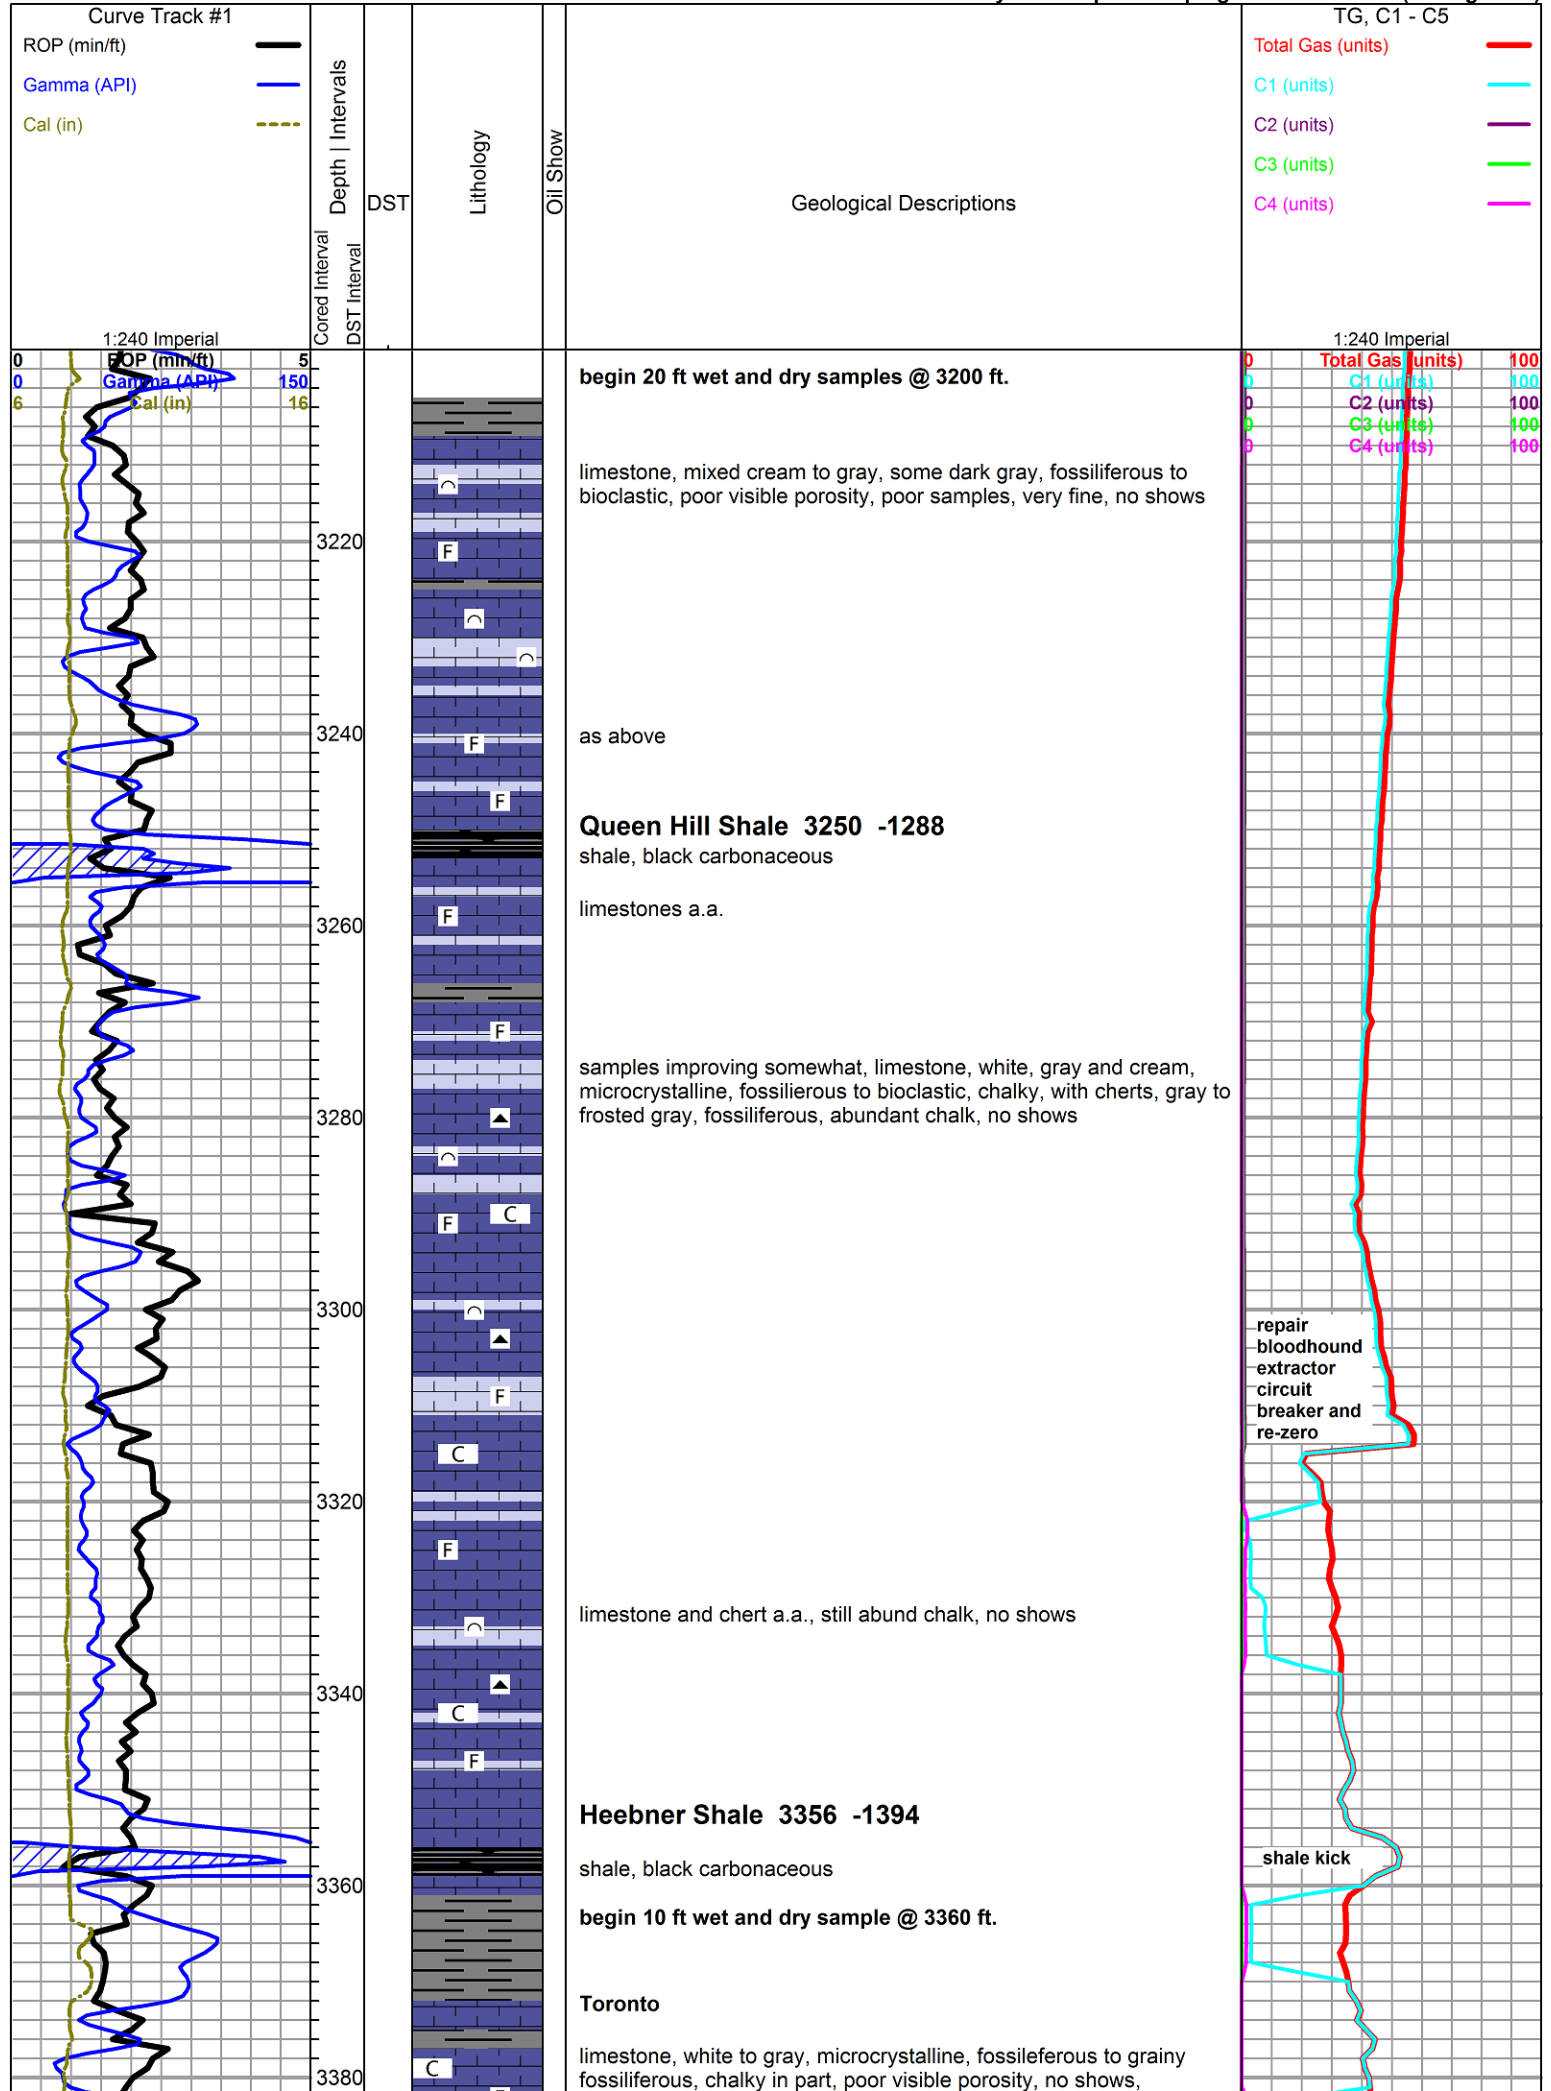 Curve Track #1
ROP (min/ft)
Gamma (API)
Cal (in)
1:240 Imperial
Depth | Intervals
Cored Interval
DST Interval
DST
Lithology
Oil Show
Geological Descriptions
TG, C1 - C5
Total Gas (units)
C1 (units)
C2 (units)
C3 (units)
C4 (units)
1:240 Imperial
0 ROP (min/ft) 5
0 Gamma (API) 150
6 Cal (in) 16
0 Total Gas (units) 100
0 C1 (units) 100
0 C2 (units) 100
0 C3 (units) 100
0 C4 (units) 100
begin 20 ft wet and dry samples @ 3200 ft.
limestone, mixed cream to gray, some dark gray, fossiliferous to
bioclastic, poor visible porosity, poor samples, very fine, no shows
3220
F
3240
F
as above
F
Queen Hill Shale 3250 -1288
shale, black carbonaceous
limestones a.a.
F
3260
F
samples improving somewhat, limestone, white, gray and cream,
microcrystalline, fossilierous to bioclastic, chalky, with cherts, gray to
frosted gray, fossiliferous, abundant chalk, no shows
3280
C
F
3300
repair
bloodhound
extractor
circuit
breaker and
re-zero
F
C
3320
F
limestone and chert a.a., still abund chalk, no shows
3340
C
F
Heebner Shale 3356 -1394
shale kick
shale, black carbonaceous
3360
begin 10 ft wet and dry sample @ 3360 ft.
Toronto
limestone, white to gray, microcrystalline, fossileferous to grainy
C
3380
fossiliferous, chalky in part, poor visible porosity, no shows,